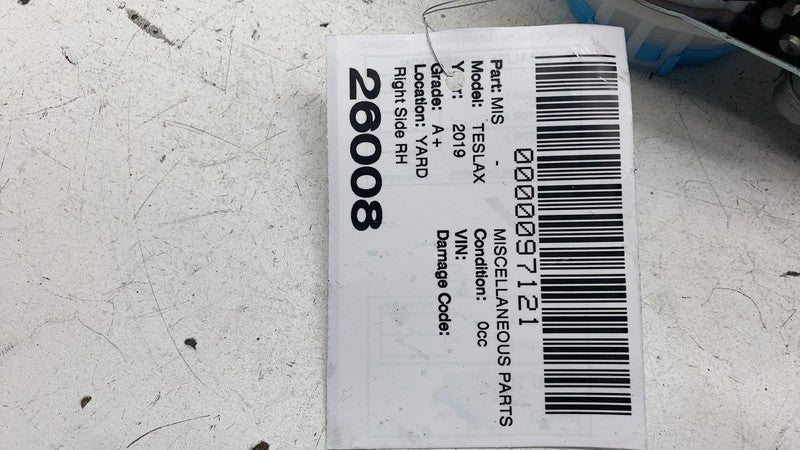 0000097121
Part: MIS - MISCELLANEOUS PARTS
Model: TESLAX Condition: 0cc
2019 VIN:
Grade: A+ Damage Code:
Location: YARD
Right Side RH
26008